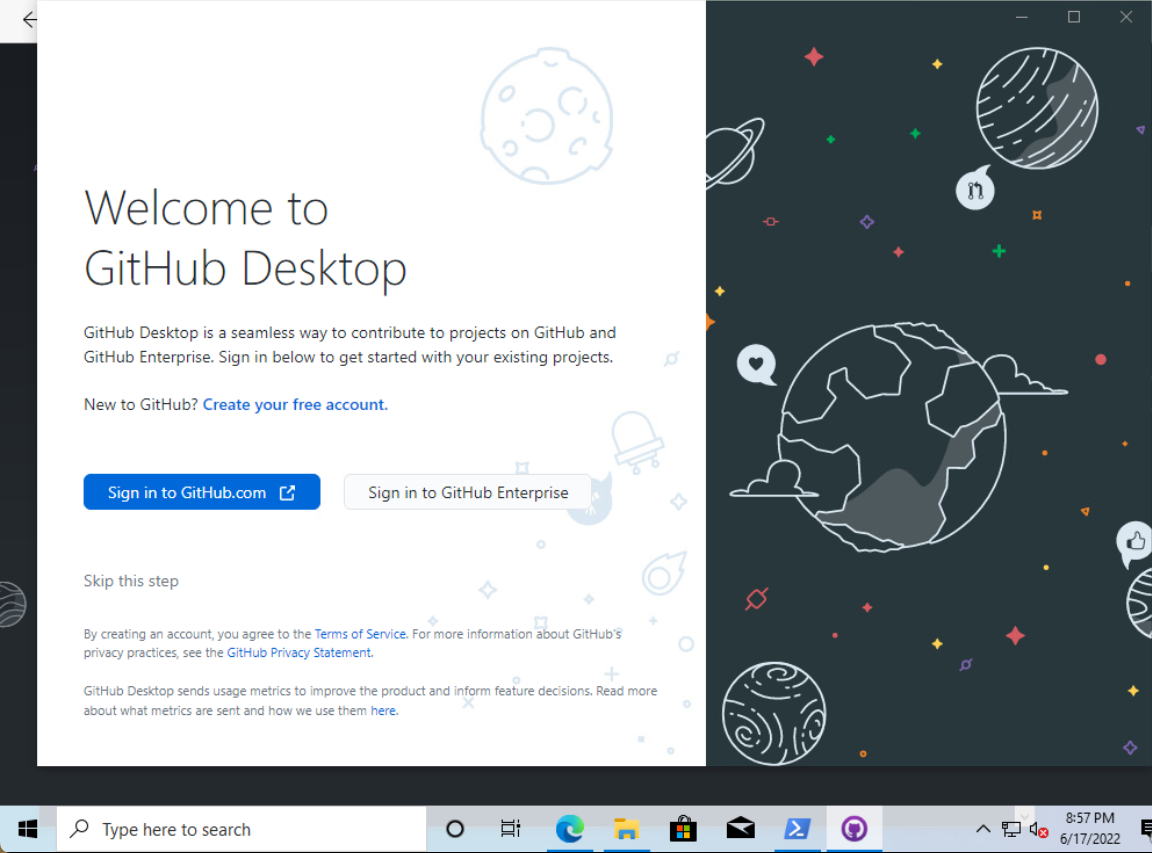 Welcome to
GitHub Desktop
GitHub Desktop is a seamless way to contribute to projects on GitHub and
GitHub Enterprise. Sign in below to get started with your existing projects.
New to GitHub? Create your free account.
Sign in to GitHub.com
Sign in to GitHub Enterprise
Skip this step
By creating an account, you agree to the Terms of Service. For more information about GitHub's
privacy practices, see the GitHub Privacy Statement.
GitHub Desktop sends usage metrics to improve the product and inform feature decisions. Read more
about what metrics are sent and how we use them here.
Type here to search
8:57 PM
6/17/2022